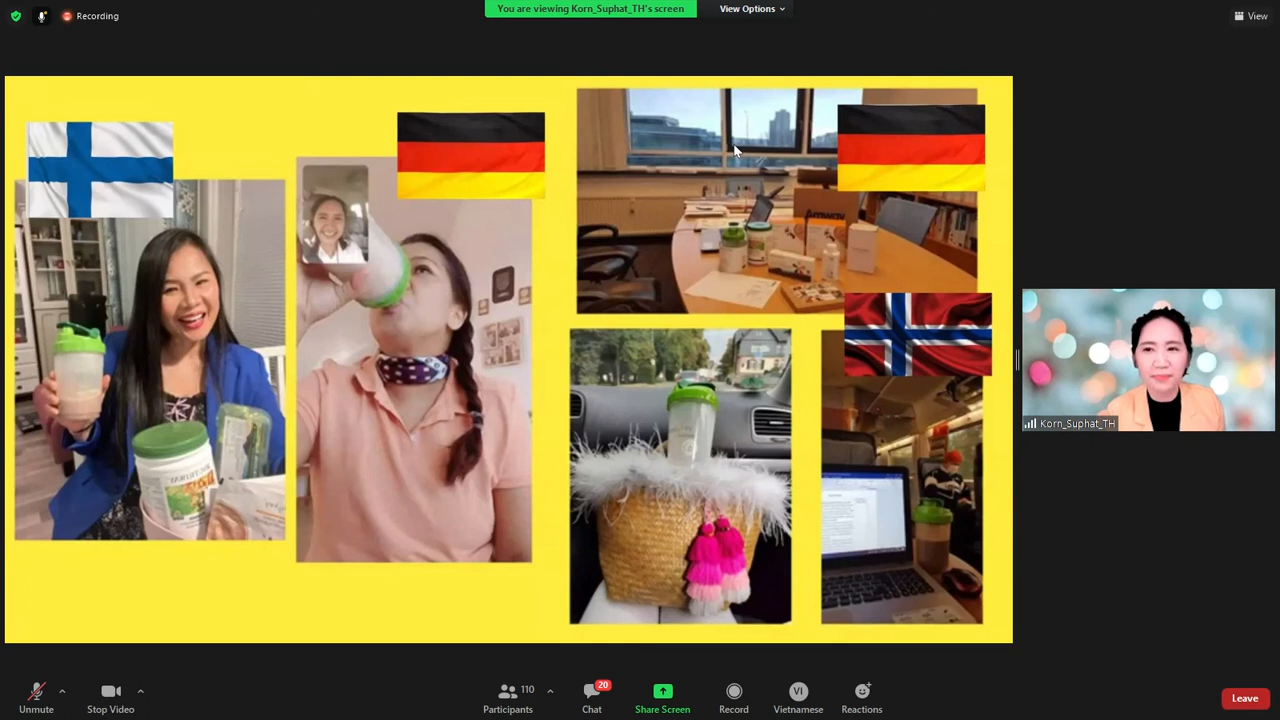 Recording
You are viewing Korn_Suphat_TH's screen
View Options
View
Amway
Korn_Suphat_TH
Unmute
Stop Video
Participants
110
Chat
20
Share Screen
Record
VI
Vietnamese
Reactions
Leave